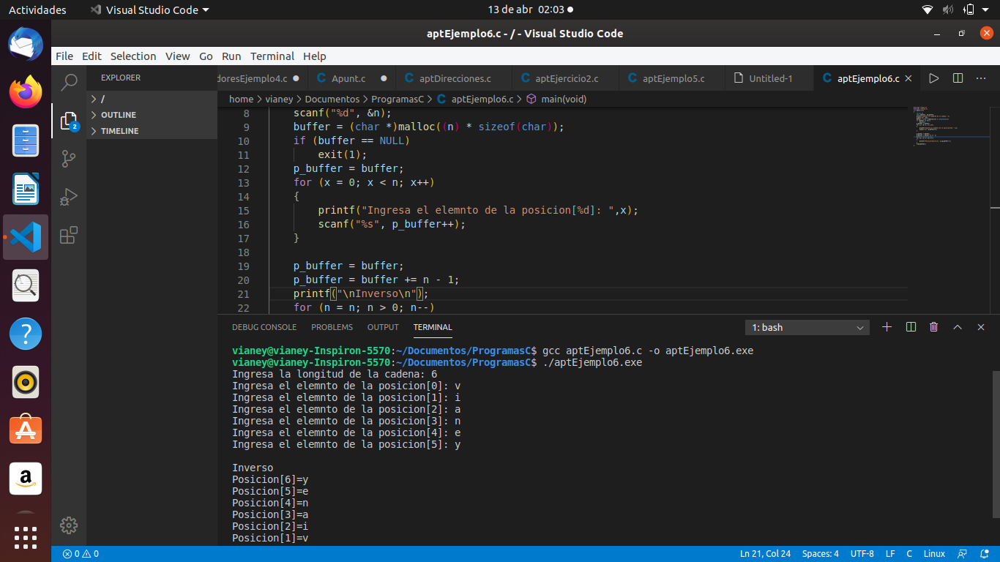 Actividades Visual Studio Code 13 de abr 02:03
aptEjemplo6.c - / - Visual Studio Code
File Edit Selection View Go Run Terminal Help
EXPLORER
/
OUTLINE
TIMELINE
2
doresEjemplo4.c C Apunt.c C aptDirecciones.c C aptEjercicio2.c C aptEjemplo5.c Untitled-1 C aptEjemplo6.c
home > vianey > Documentos > ProgramasC > C aptEjemplo6.c > main(void)
8 scanf("%d", &n);
9 buffer = (char *)malloc((n) * sizeof(char));
10 if (buffer == NULL)
11 exit(1);
12 p_buffer = buffer;
13 for (x = 0; x < n; x++)
14 {
15 printf("Ingresa el elemnto de la posicion[%d]: ",x);
16 scanf("%s", p_buffer++);
17 }
18
19 p_buffer = buffer;
20 p_buffer = buffer += n - 1;
21 printf("\nInverso\n");
22 for (n = n; n > 0; n--)
DEBUG CONSOLE PROBLEMS OUTPUT TERMINAL 1: bash
vianey@vianey-Inspiron-5570:~/Documentos/ProgramasC$ gcc aptEjemplo6.c -o aptEjemplo6.exe
vianey@vianey-Inspiron-5570:~/Documentos/ProgramasC$ ./aptEjemplo6.exe
Ingresa la longitud de la cadena: 6
Ingresa el elemnto de la posicion[0]: v
Ingresa el elemnto de la posicion[1]: i
Ingresa el elemnto de la posicion[2]: a
Ingresa el elemnto de la posicion[3]: n
Ingresa el elemnto de la posicion[4]: e
Ingresa el elemnto de la posicion[5]: y

Inverso
Posicion[6]=y
Posicion[5]=e
Posicion[4]=n
Posicion[3]=a
Posicion[2]=i
Posicion[1]=v
0 0 Ln 21, Col 24 Spaces: 4 UTF-8 LF C Linux